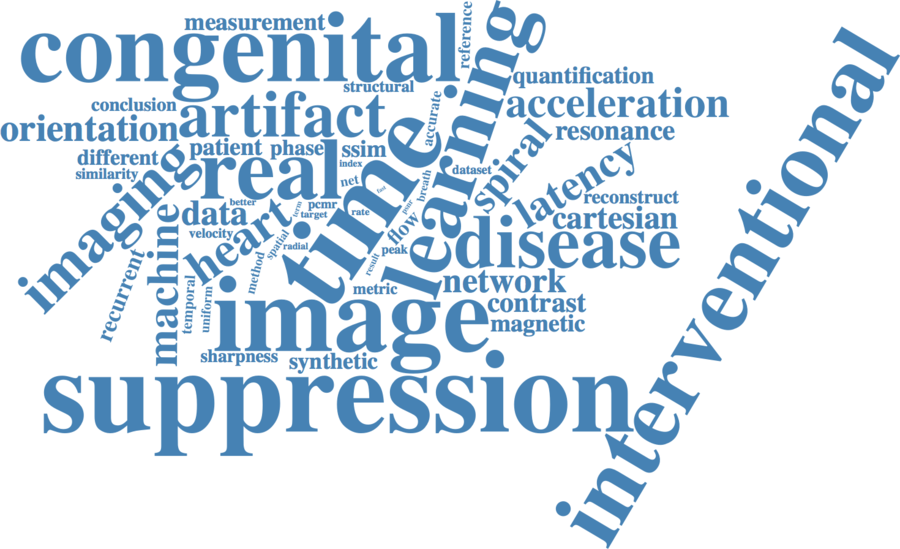 measurement
congenital
reference
structural
learning
quantification
conclusion
artifact
accurate
acceleration
orientation
resonance
interventional
patient
phase
ssim
different
similarity
real
index
time
dataset
spiral
latency
imaging
net
fast
breath
reconstruct
data
better
term
pcmr
target
rate
flow
cartesian
velocity
heart
spatial
radial
peak
disease
machine
recurrent
method
result
metric
network
temporal
uniform
image
contrast
magnetic
sharpness
synthetic
suppression